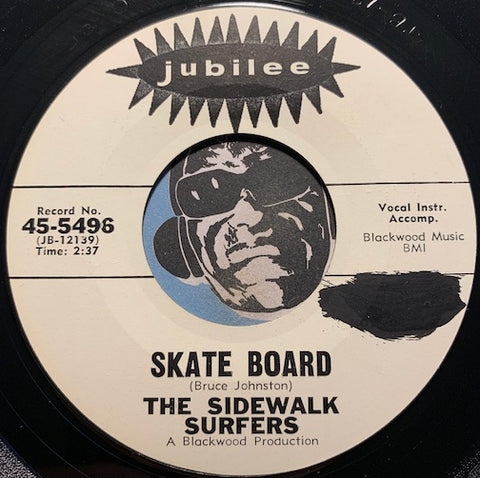 jubilee
Record No.
45-5496
(JB-12139)
Time: 2:37
Vocal Instr.
Accomp.
Blackwood Music
BMI
SKATE BOARD
(Bruce Johnston)
THE SIDEWALK
SURFERS
A Blackwood Production